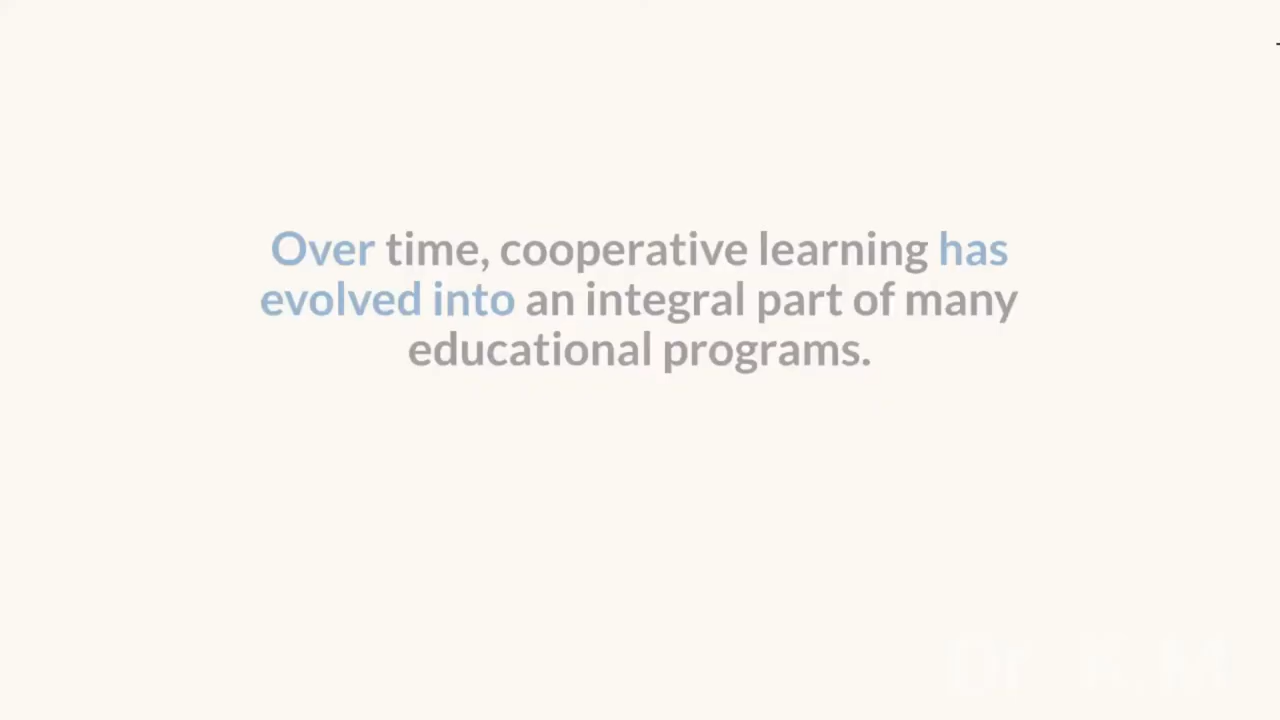 Over time, cooperative learning has
evolved into an integral part of many
educational programs.